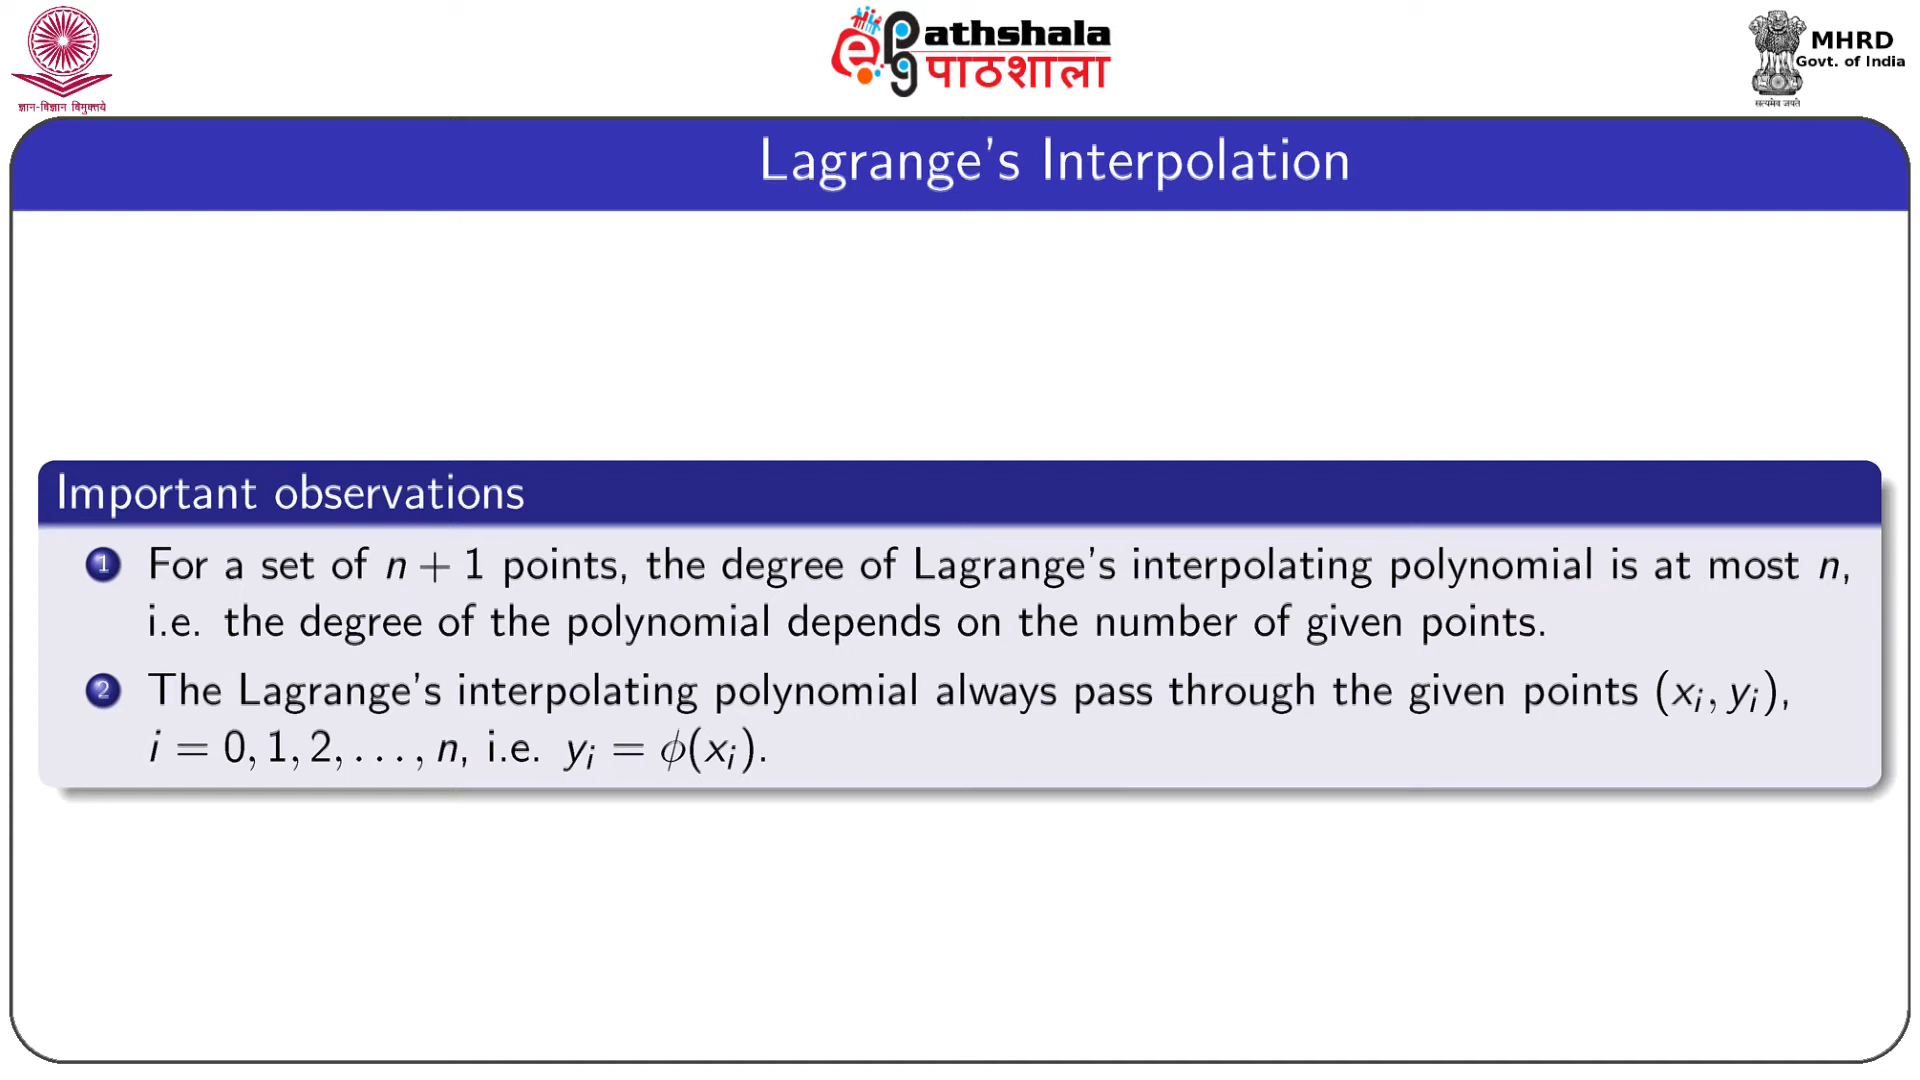 ज्ञान-विज्ञान विमुक्तये
ePG Pathshala
पाठशाला
MHRD
Govt. of India
सत्यमेव जयते
Lagrange's Interpolation
Important observations
1 For a set of n + 1 points, the degree of Lagrange's interpolating polynomial is at most n,
i.e. the degree of the polynomial depends on the number of given points.
2 The Lagrange's interpolating polynomial always pass through the given points (xᵢ, yᵢ),
i = 0, 1, 2, . . . , n, i.e. yᵢ = ϕ(xᵢ).